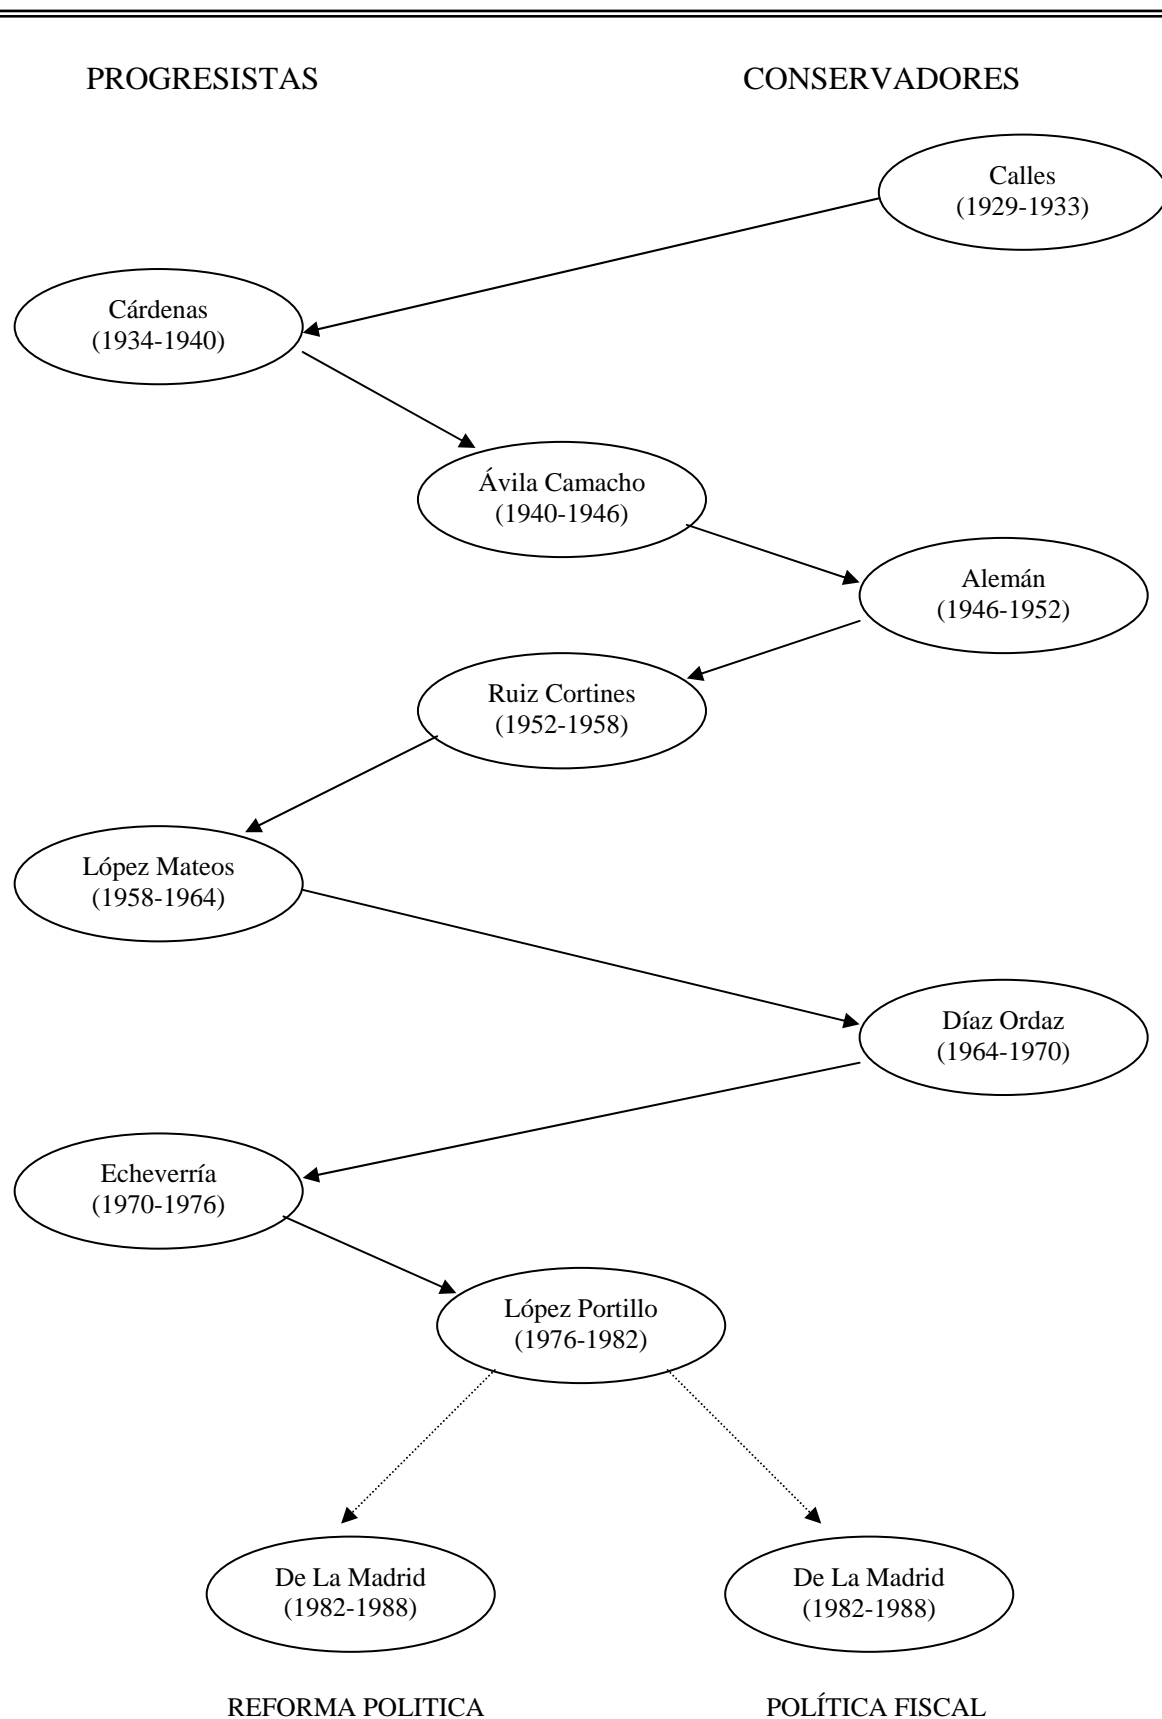 PROGRESISTAS
CONSERVADORES
Calles
(1929-1933)
Cárdenas
(1934-1940)
Ávila Camacho
(1940-1946)
Alemán
(1946-1952)
Ruiz Cortines
(1952-1958)
López Mateos
(1958-1964)
Díaz Ordaz
(1964-1970)
Echeverría
(1970-1976)
López Portillo
(1976-1982)
De La Madrid
(1982-1988)
De La Madrid
(1982-1988)
REFORMA POLITICA
POLÍTICA FISCAL